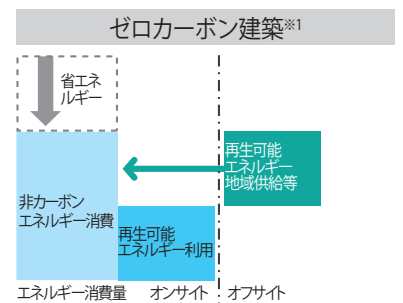 ゼロカーボン建築※1
省エネ
ルギー
再生可能
エネルギー
地域供給等
非カーボン
エネルギー消費
再生可能
エネルギー利用
エネルギー消費量 オンサイト オフサイト